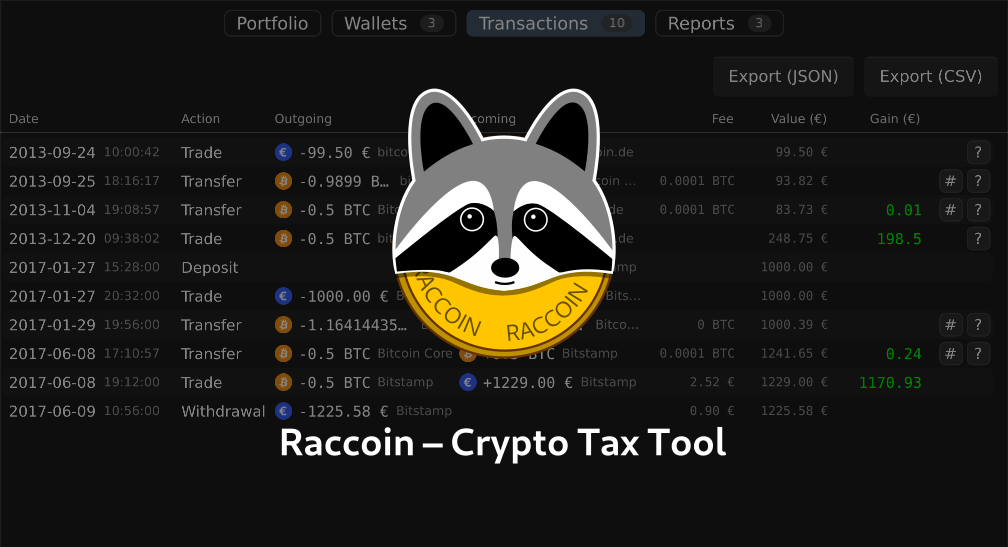 Portfolio Wallets 3 Transactions 10 Reports 3
Export (JSON) Export (CSV)
Date Action Outgoing coming Fee Value (€) Gain (€)
2013-09-24 10:00:42 Trade € -99.50 € bitco in.de 99.50 € ?
2013-09-25 18:16:17 Transfer -0.9899 B… bi coin … 0.0001 BTC 93.82 € # ?
2013-11-04 19:08:57 Transfer -0.5 BTC bit de 0.0001 BTC 83.73 € 0.01 # ?
2013-12-20 09:38:02 Trade -0.5 BTC bit .de 248.75 € 198.5 ?
2017-01-27 15:28:00 Deposit amp 1000.00 €
2017-01-27 20:32:00 Trade € -1000.00 € B Bits… 1000.00 €
2017-01-29 19:56:00 Transfer -1.16414435… Bitco… 0 BTC 1000.39 € # ?
2017-06-08 17:10:57 Transfer -0.5 BTC Bitcoin Core BTC Bitstamp 0.0001 BTC 1241.65 € 0.24 # ?
2017-06-08 19:12:00 Trade -0.5 BTC Bitstamp € +1229.00 € Bitstamp 2.52 € 1229.00 € 1170.93
2017-06-09 10:56:00 Withdrawal € -1225.58 € Bitstamp 0.90 € 1225.58 €
RACCOIN RACCOIN
Raccoin – Crypto Tax Tool